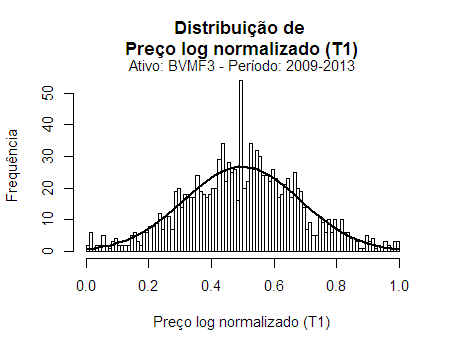 Distribuição de
Preço log normalizado (T1)
Ativo: BVMF3 - Período: 2009-2013
Frequência
50
40
30
20
10
0
0.0 0.2 0.4 0.6 0.8 1.0
Preço log normalizado (T1)